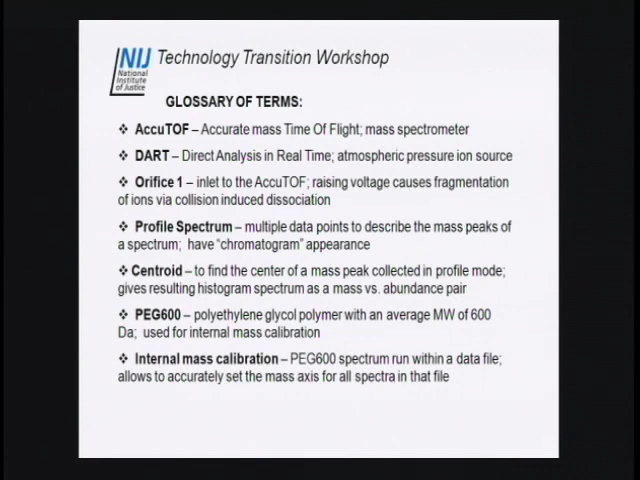 NIJ
National
Institute
of Justice
Technology Transition Workshop
GLOSSARY OF TERMS:
❖ AccuTOF – Accurate mass Time Of Flight; mass spectrometer
❖ DART – Direct Analysis in Real Time; atmospheric pressure ion source
❖ Orifice 1 – inlet to the AccuTOF; raising voltage causes fragmentation
of ions via collision induced dissociation
❖ Profile Spectrum – multiple data points to describe the mass peaks of
a spectrum; have “chromatogram” appearance
❖ Centroid – to find the center of a mass peak collected in profile mode;
gives resulting histogram spectrum as a mass vs. abundance pair
❖ PEG600 – polyethylene glycol polymer with an average MW of 600
Da; used for internal mass calibration
❖ Internal mass calibration – PEG600 spectrum run within a data file;
allows to accurately set the mass axis for all spectra in that file